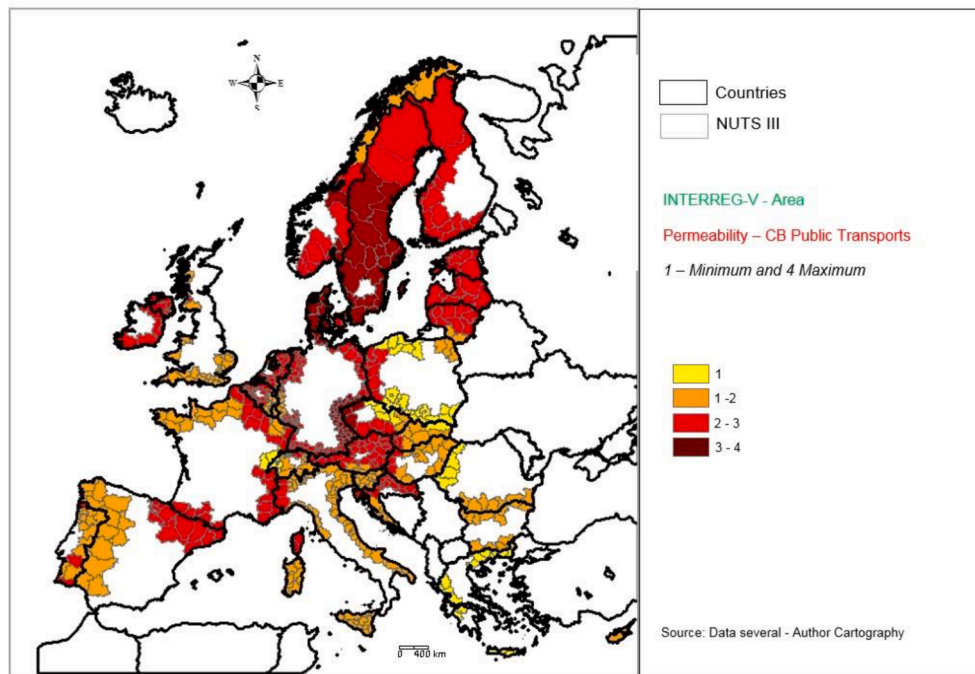 N
W E
S
0 400 km
Countries
NUTS III
INTERREG-V - Area
Permeability – CB Public Transports
1 – Minimum and 4 Maximum
1
1 -2
2 - 3
3 - 4
Source: Data several - Author Cartography